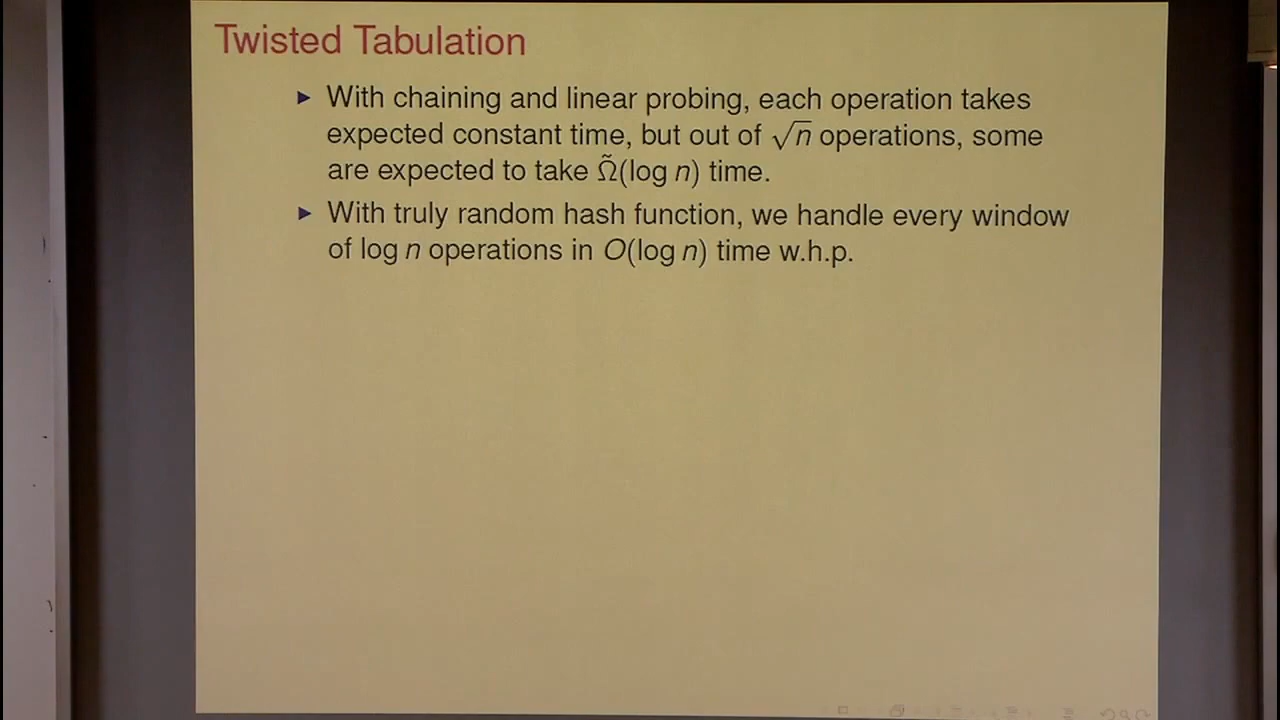 Twisted Tabulation
▶ With chaining and linear probing, each operation takes
expected constant time, but out of √n operations, some
are expected to take Ω̃(log n) time.
▶ With truly random hash function, we handle every window
of log n operations in O(log n) time w.h.p.